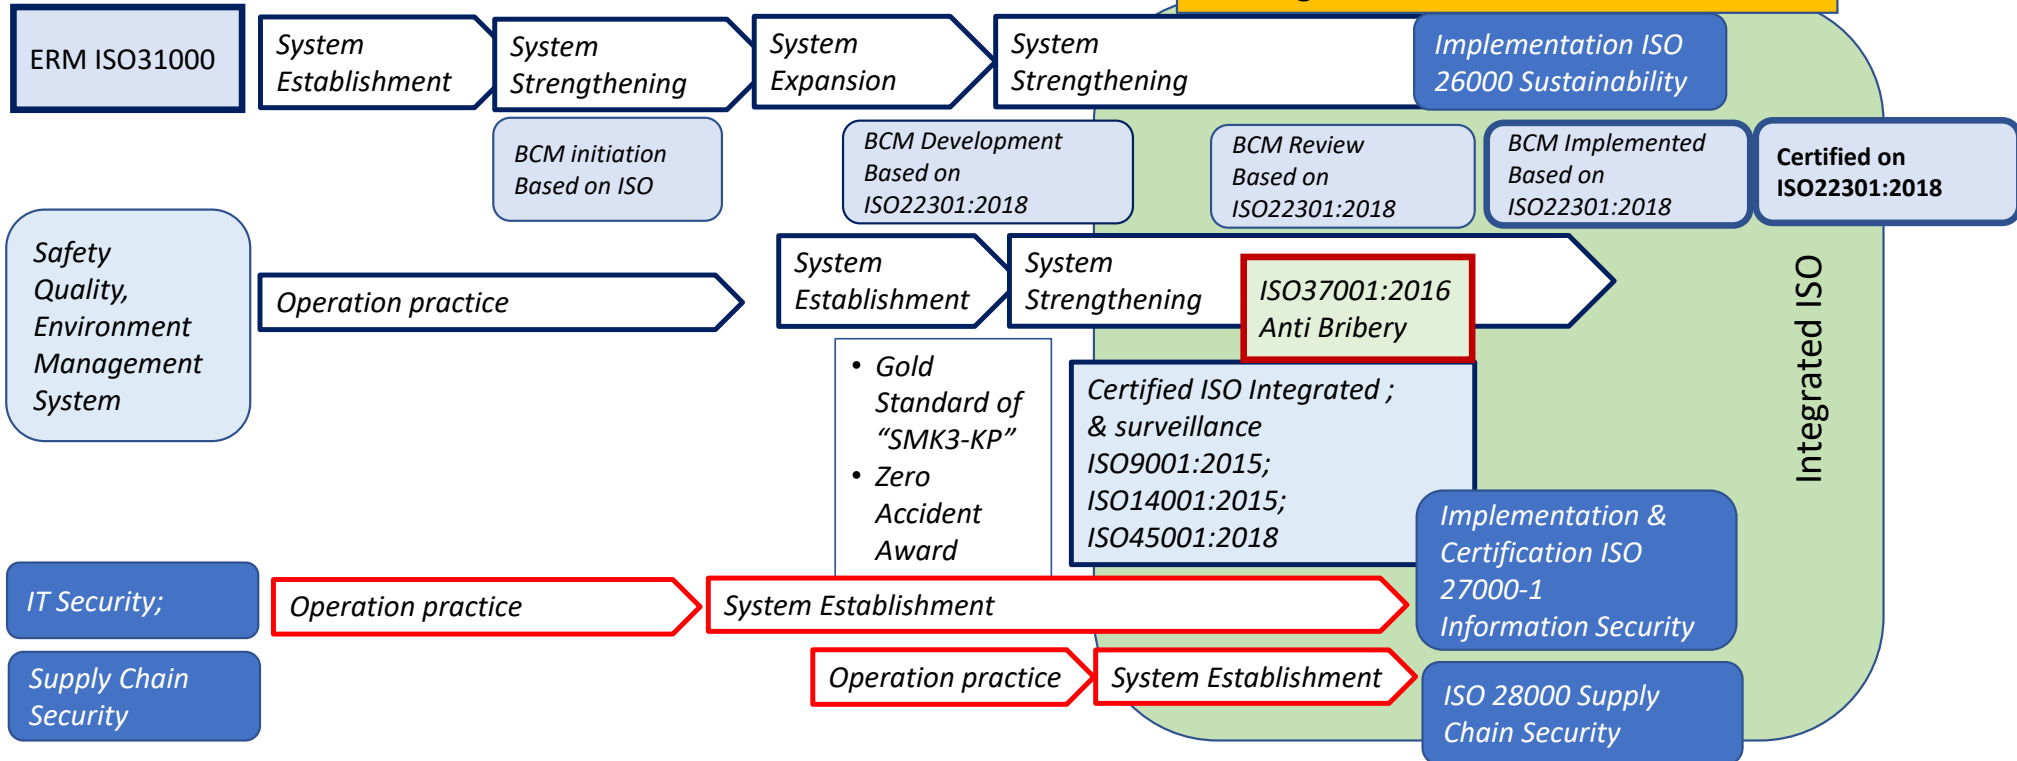 ERM ISO31000
System
Establishment
System
Strengthening
System
Expansion
System
Strengthening
Implementation ISO
26000 Sustainability
BCM initiation
Based on ISO
BCM Development
Based on
ISO22301:2018
BCM Review
Based on
ISO22301:2018
BCM Implemented
Based on
ISO22301:2018
Certified on
ISO22301:2018
Safety
Quality,
Environment
Management
System
Operation practice
System
Establishment
System
Strengthening
ISO37001:2016
Anti Bribery
Integrated ISO
• Gold
Standard of
“SMK3-KP”
• Zero
Accident
Award
Certified ISO Integrated ;
& surveillance
ISO9001:2015;
ISO14001:2015;
ISO45001:2018
Implementation &
Certification ISO
27000-1
Information Security
IT Security;
Operation practice
System Establishment
Supply Chain
Security
Operation practice
System Establishment
ISO 28000 Supply
Chain Security